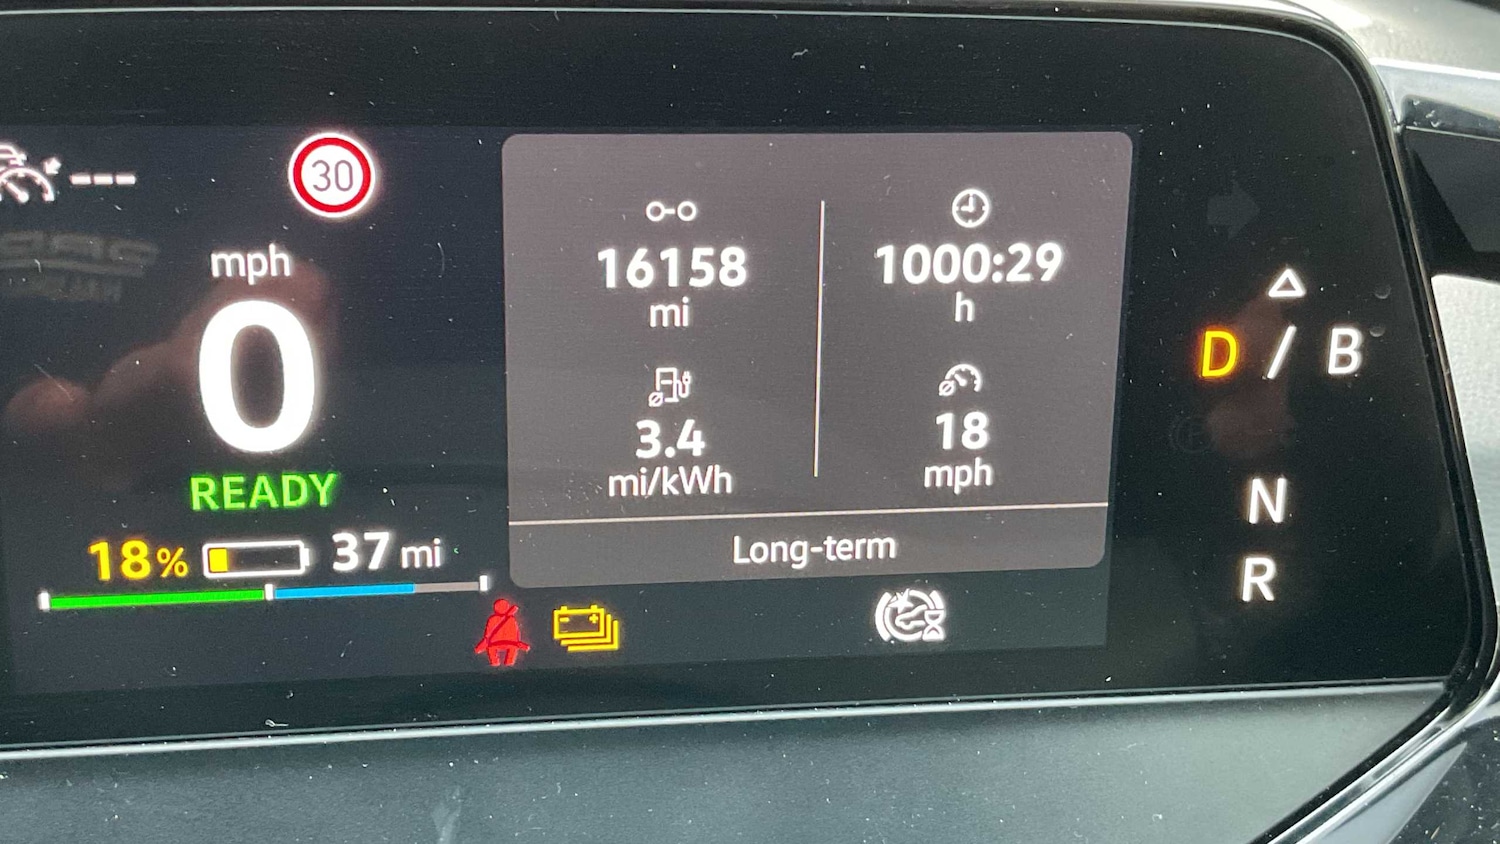 ---
30
mph
0
READY
18% 37 mi
16158
mi
1000:29
h
3.4
mi/kWh
18
mph
Long-term
D / B
N
R